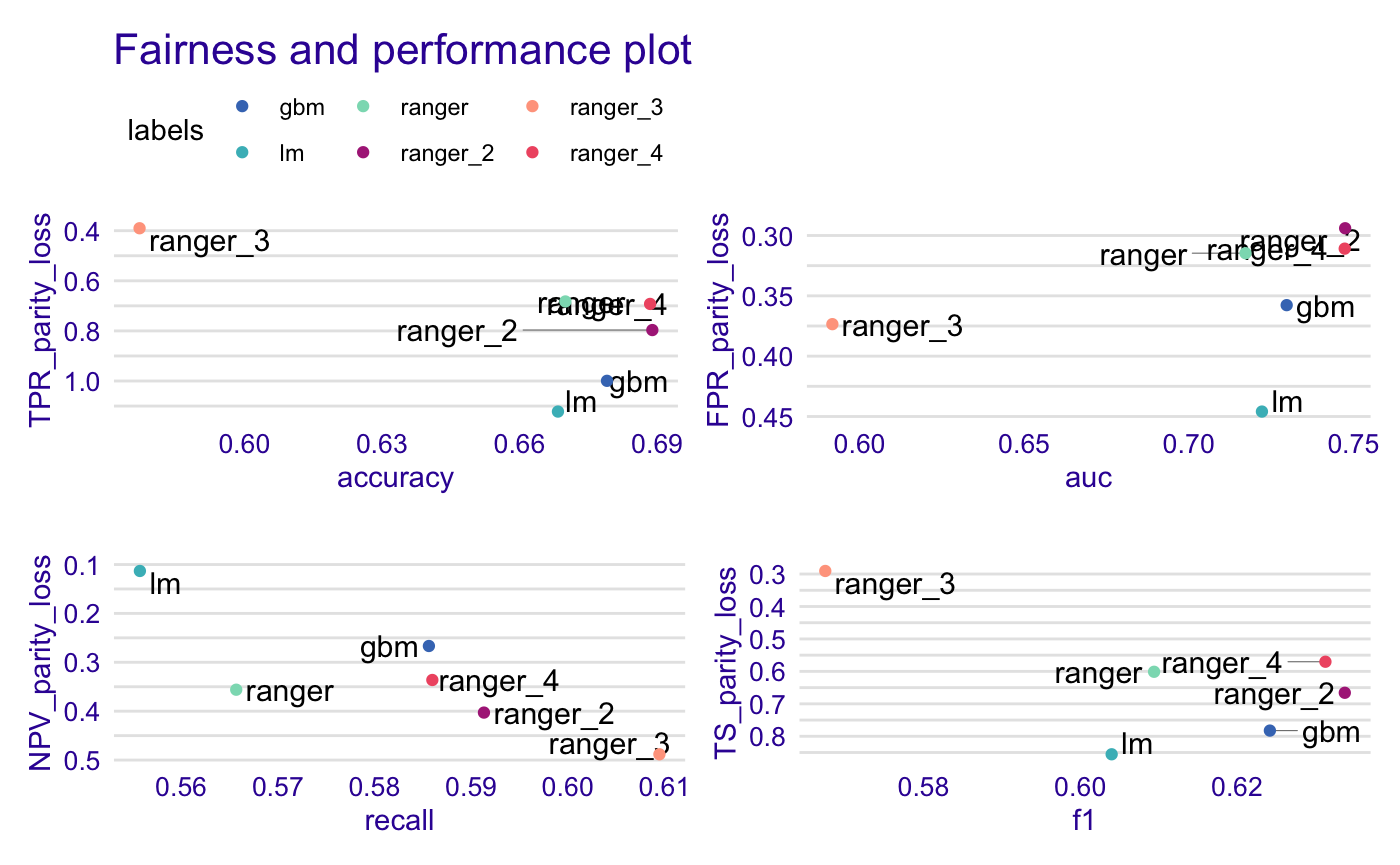 Fairness and performance plot
labels
gbm
ranger
ranger_3
lm
ranger_2
ranger_4
TPR_parity_loss
0.4
0.6
0.8
1.0
ranger_3
ranger
ranger_4
ranger_2
gbm
lm
0.60
0.63
0.66
0.69
accuracy
FPR_parity_loss
0.30
0.35
0.40
0.45
ranger_2
ranger_4
ranger
gbm
ranger_3
lm
0.60
0.65
0.70
0.75
auc
NPV_parity_loss
0.1
0.2
0.3
0.4
0.5
lm
gbm
ranger_4
ranger
ranger_2
ranger_3
0.56
0.57
0.58
0.59
0.60
0.61
recall
TS_parity_loss
0.3
0.4
0.5
0.6
0.7
0.8
ranger_3
ranger_4
ranger
ranger_2
gbm
lm
0.58
0.60
0.62
f1